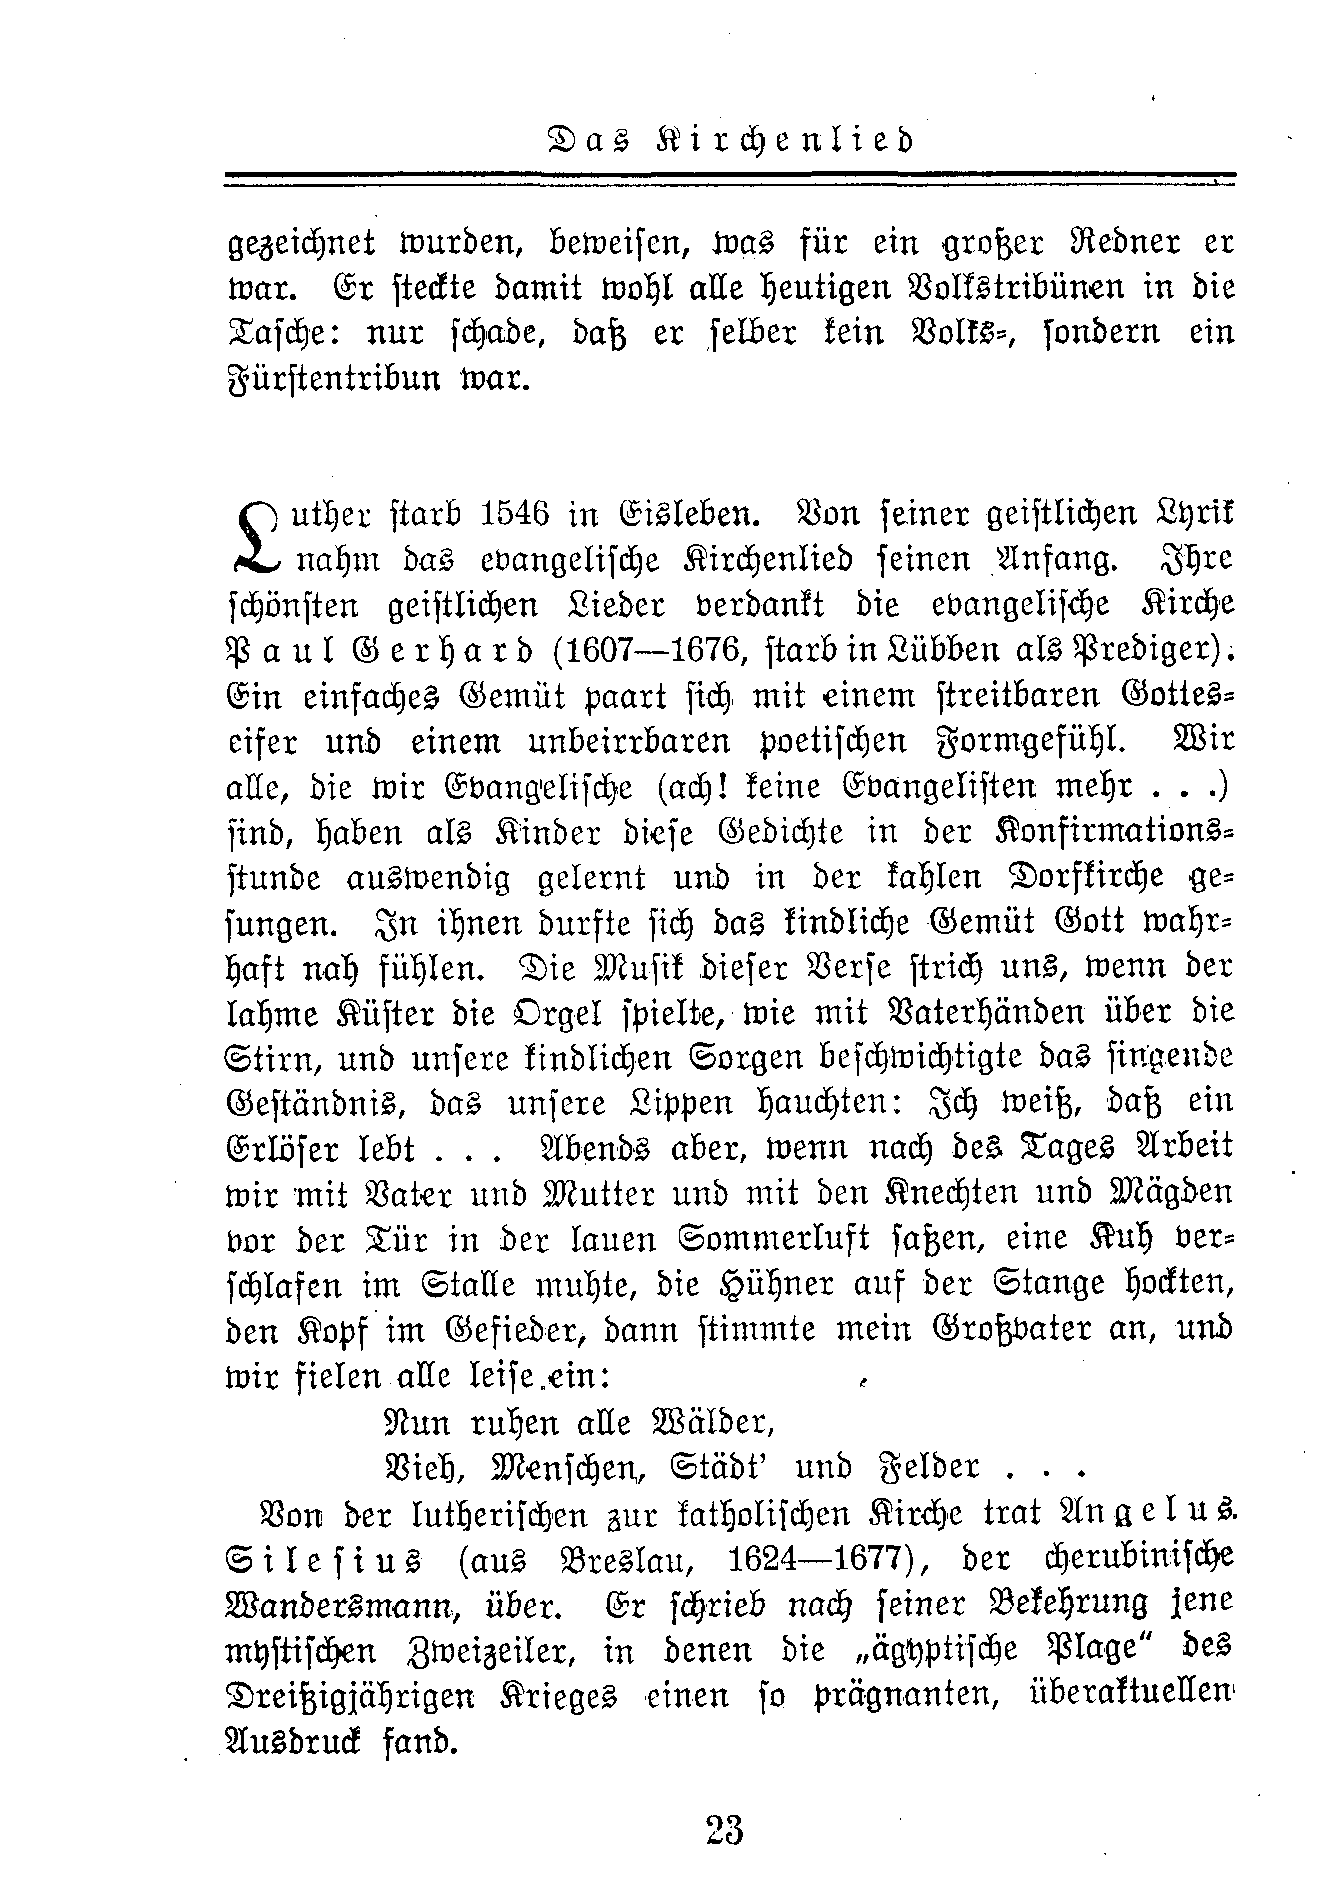 Das Kirchenlied
gezeichnet wurden, beweisen, was für ein großer Redner er
war. Er steckte damit wohl alle heutigen Volkstribünen in die
Tasche: nur schade, daß er selber kein Volks-, sondern ein
Fürstentribun war.
Luther starb 1546 in Eisleben. Von seiner geistlichen Lyrik
nahm das evangelische Kirchenlied seinen Anfang. Ihre
schönsten geistlichen Lieder verdankt die evangelische Kirche
Paul Gerhard (1607—1676, starb in Lübben als Prediger).
Ein einfaches Gemüt paart sich mit einem streitbaren Gottes-
eifer und einem unbeirrbaren poetischen Formgefühl. Wir
alle, die wir Evangelische (ach! keine Evangelisten mehr . . .)
sind, haben als Kinder diese Gedichte in der Konfirmations-
stunde auswendig gelernt und in der kahlen Dorfkirche ge-
sungen. In ihnen durfte sich das kindliche Gemüt Gott wahr-
haft nah fühlen. Die Musik dieser Verse strich uns, wenn der
lahme Küster die Orgel spielte, wie mit Vaterhänden über die
Stirn, und unsere kindlichen Sorgen beschwichtigte das singende
Geständnis, das unsere Lippen hauchten: Ich weiß, daß ein
Erlöser lebt . . . Abends aber, wenn nach des Tages Arbeit
wir mit Vater und Mutter und mit den Knechten und Mägden
vor der Tür in der lauen Sommerluft saßen, eine Kuh ver-
schlafen im Stalle muhte, die Hühner auf der Stange hockten,
den Kopf im Gefieder, dann stimmte mein Großvater an, und
wir fielen alle leise ein:
Nun ruhen alle Wälder,
Vieh, Menschen, Städt' und Felder . . .
Von der lutherischen zur katholischen Kirche trat Angelus
Silesius (aus Breslau, 1624—1677), der cherubinische
Wandersmann, über. Er schrieb nach seiner Bekehrung jene
mystischen Zweizeiler, in denen die „ägyptische Plage“ des
Dreißigjährigen Krieges einen so prägnanten, überaktuellen
Ausdruck fand.
23